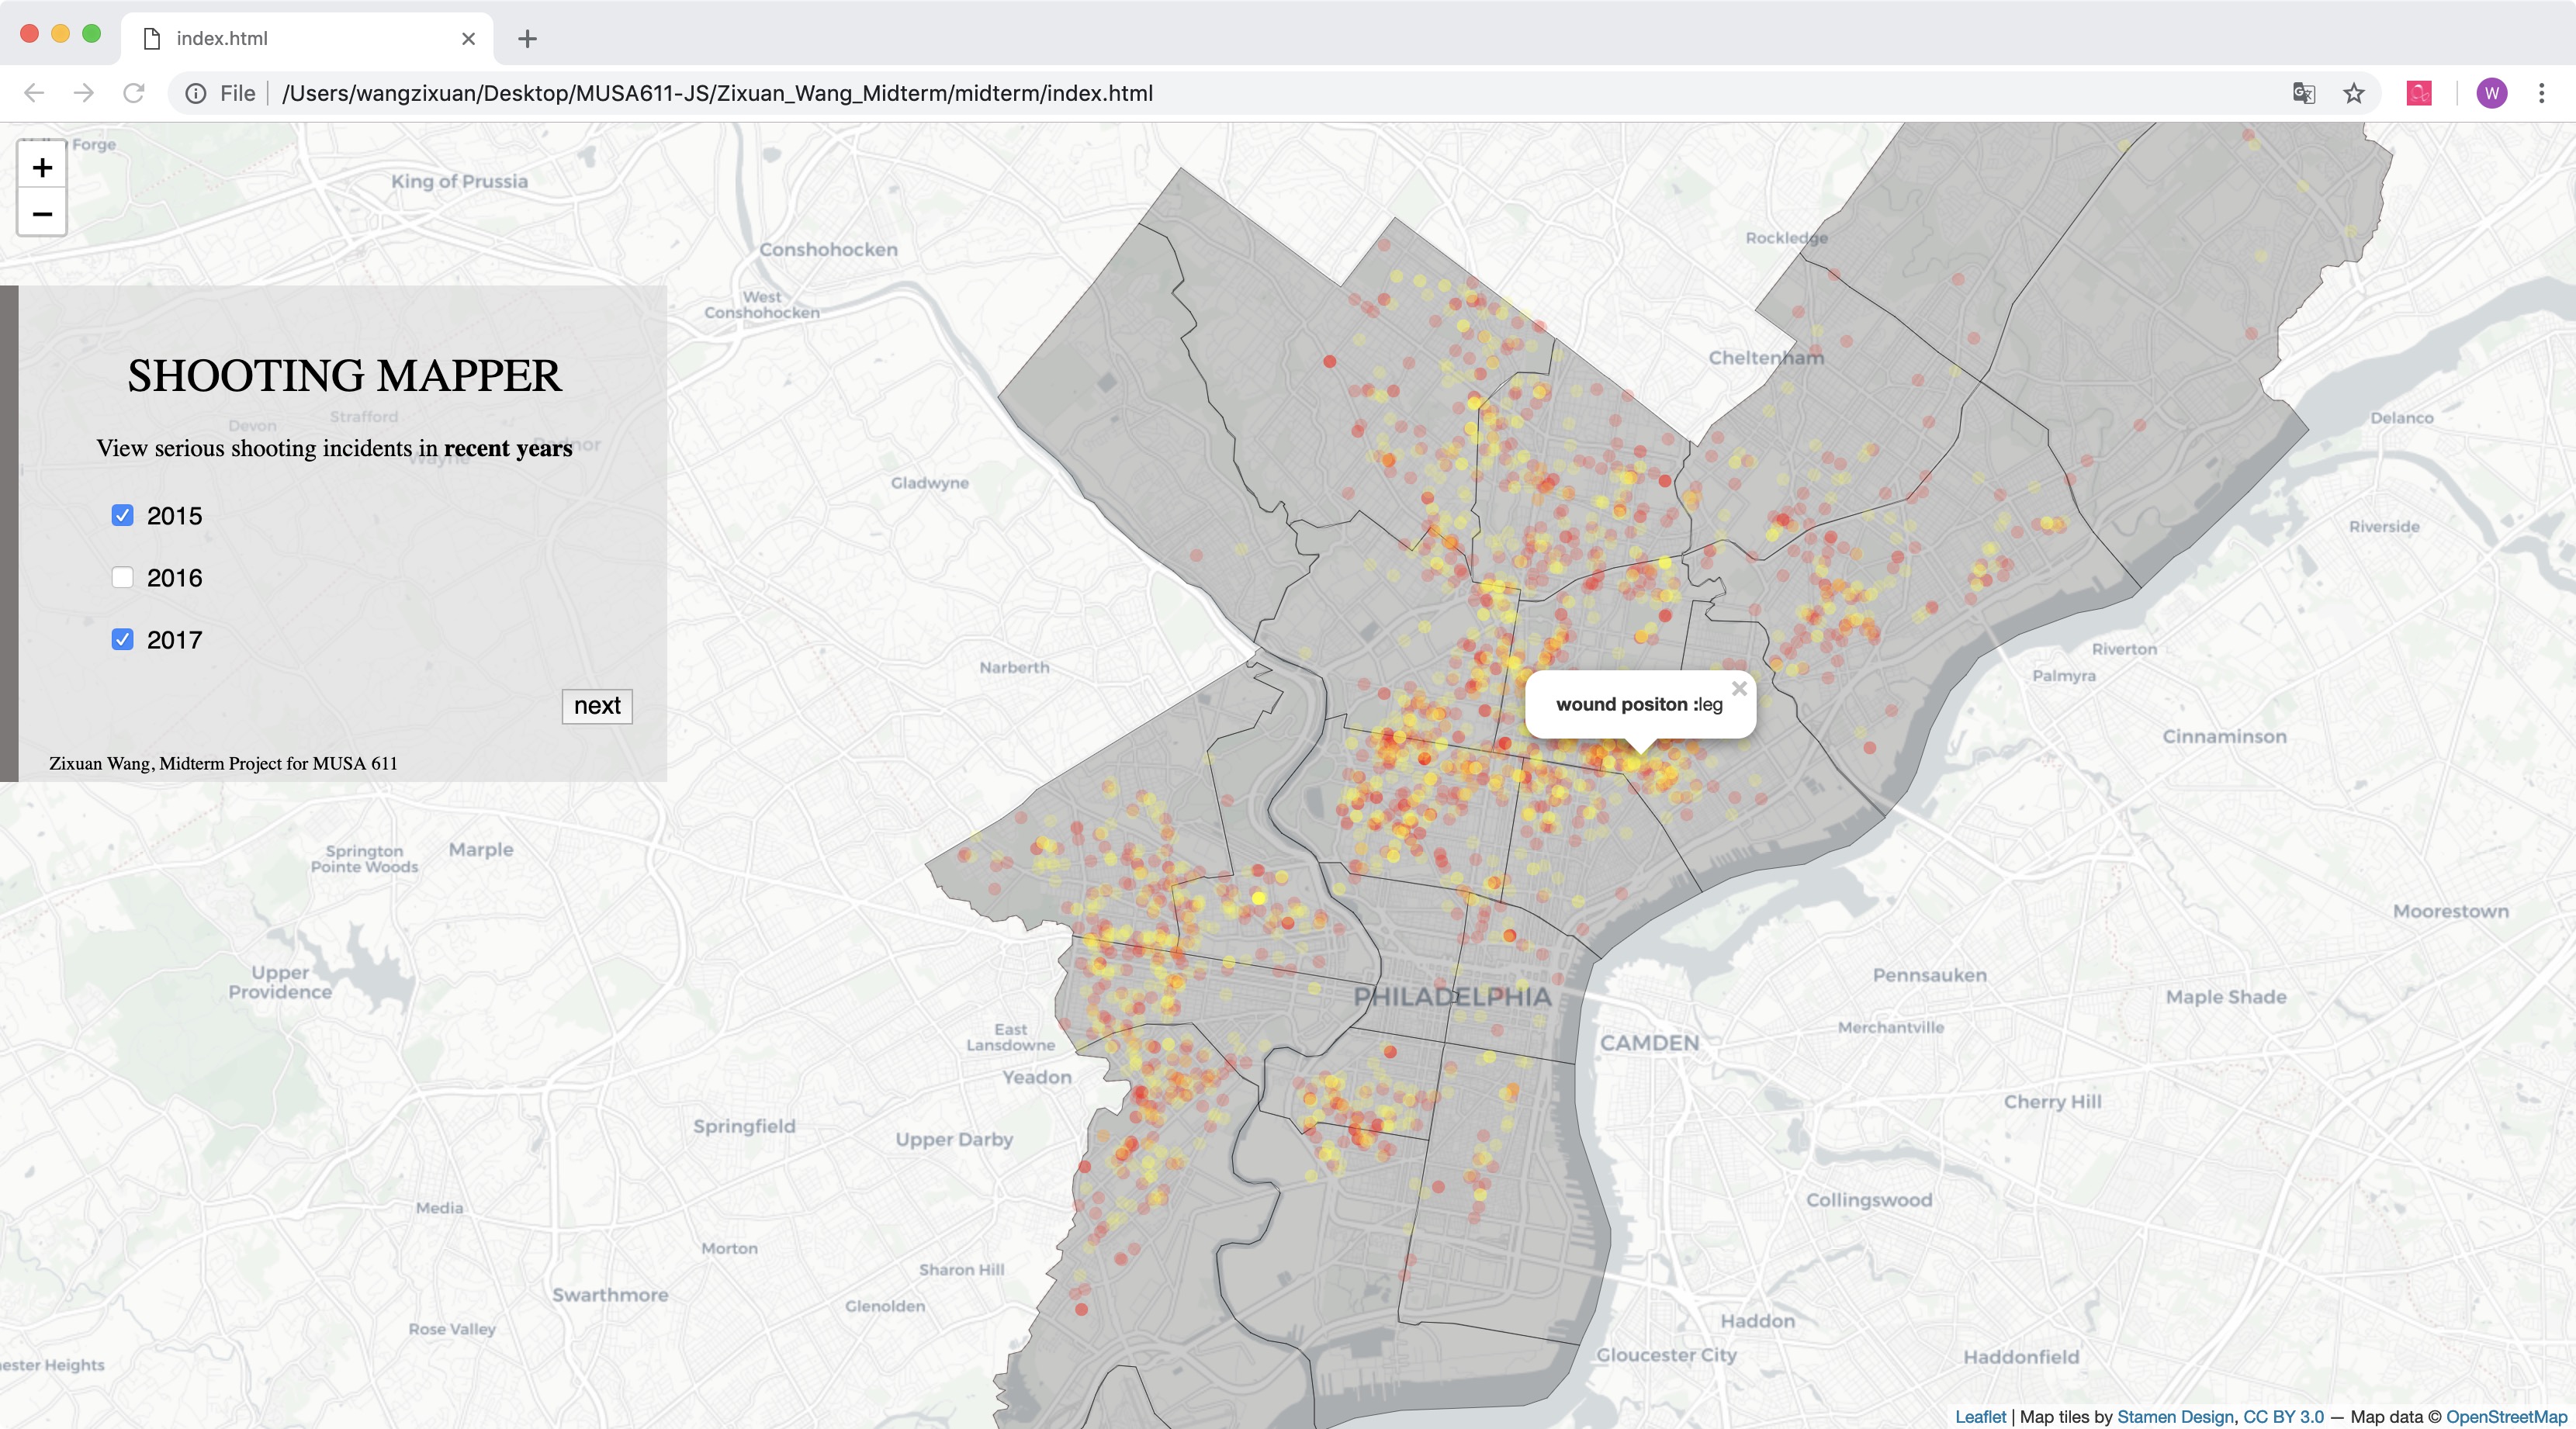 index.html
File /Users/wangzixuan/Desktop/MUSA611-JS/Zixuan_Wang_Midterm/midterm/index.html
W
+
−
Forge
King of Prussia
Conshohocken
West
Conshohocken
Rockledge
Cheltenham
SHOOTING MAPPER
Devon
Strafford
View serious shooting incidents in recent years
Wayne
Radnor
2015
2016
2017
next
Zixuan Wang, Midterm Project for MUSA 611
Gladwyne
Delanco
Riverside
Narberth
Riverton
Palmyra
wound positon :leg
Cinnaminson
Springton
Pointe Woods
Marple
Moorestown
Upper
Providence
PHILADELPHIA
Pennsauken
Maple Shade
East
Lansdowne
CAMDEN
Merchantville
Yeadon
Cherry Hill
Springfield
Upper Darby
Media
Collingswood
Morton
Sharon Hill
Swarthmore
Glenolden
Haddon
Rose Valley
ester Heights
Gloucester City
Haddonfield
Leaflet | Map tiles by Stamen Design, CC BY 3.0 — Map data © OpenStreetMap